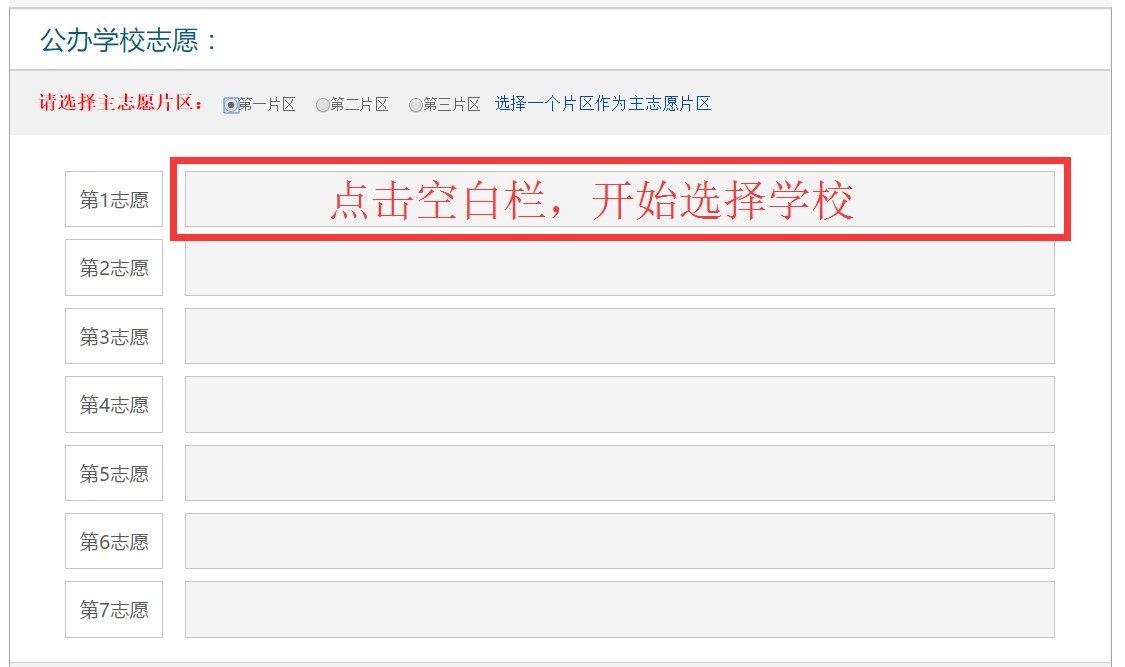 公办学校志愿：
请选择主志愿片区： 第一片区 第二片区 第三片区 选择一个片区作为主志愿片区
第1志愿 点击空白栏，开始选择学校
第2志愿
第3志愿
第4志愿
第5志愿
第6志愿
第7志愿